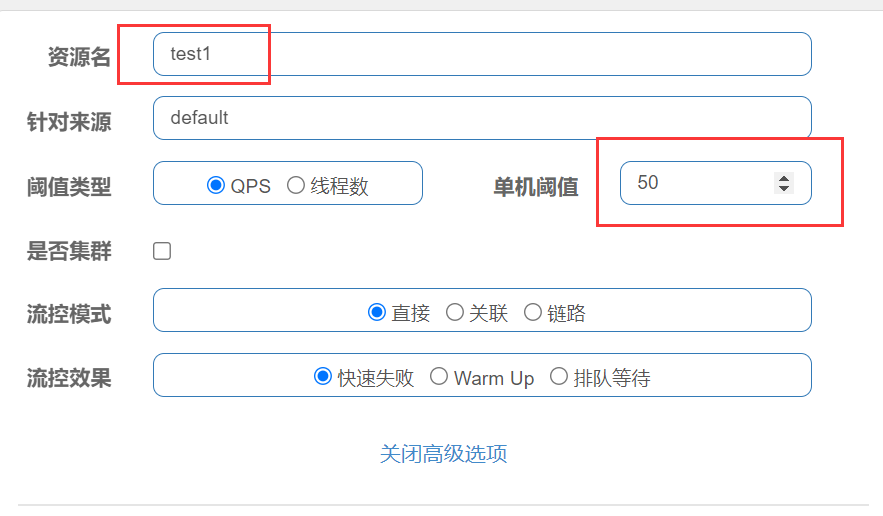 资源名 test1
针对来源 default
阈值类型 QPS 线程数 单机阈值 50
是否集群
流控模式 直接 关联 链路
流控效果 快速失败 Warm Up 排队等待
关闭高级选项